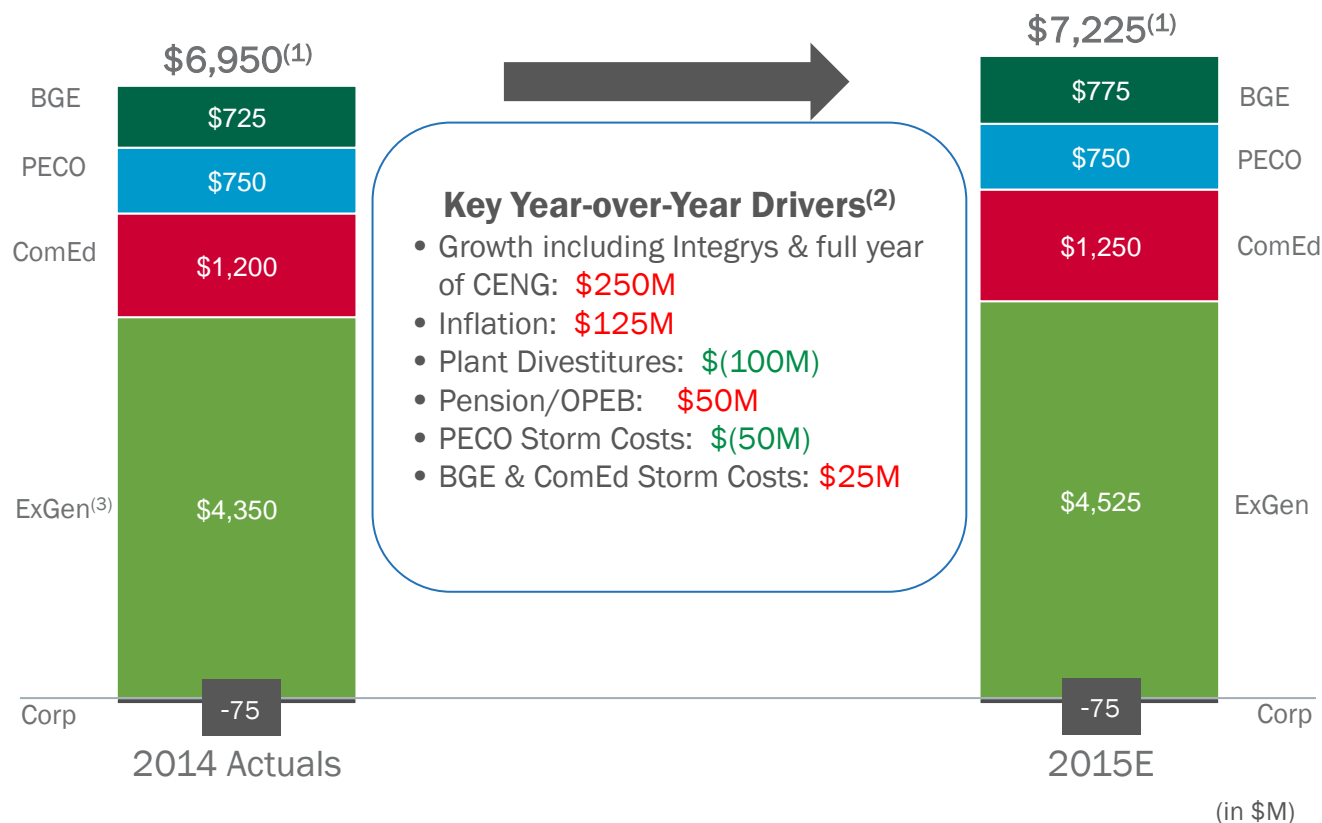 $6,950(1)
BGE
$725
PECO
$750
ComEd
$1,200
ExGen(3)
$4,350
Corp
-75
2014 Actuals
Key Year-over-Year Drivers(2)
• Growth including Integrys & full year
of CENG: $250M
• Inflation: $125M
• Plant Divestitures: $(100M)
• Pension/OPEB: $50M
• PECO Storm Costs: $(50M)
• BGE & ComEd Storm Costs: $25M
$7,225(1)
$775
BGE
$750
PECO
$1,250
ComEd
$4,525
ExGen
-75
Corp
2015E
(in $M)